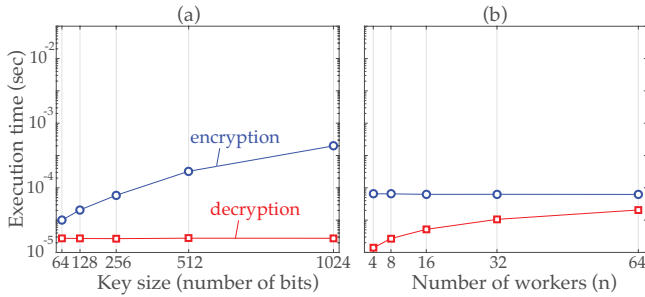 (a)
(b)
Execution time (sec)
10^-2
10^-3
10^-4
10^-5
encryption
decryption
64 128 256 512 1024
4 8 16 32 64
Key size (number of bits)
Number of workers (n)